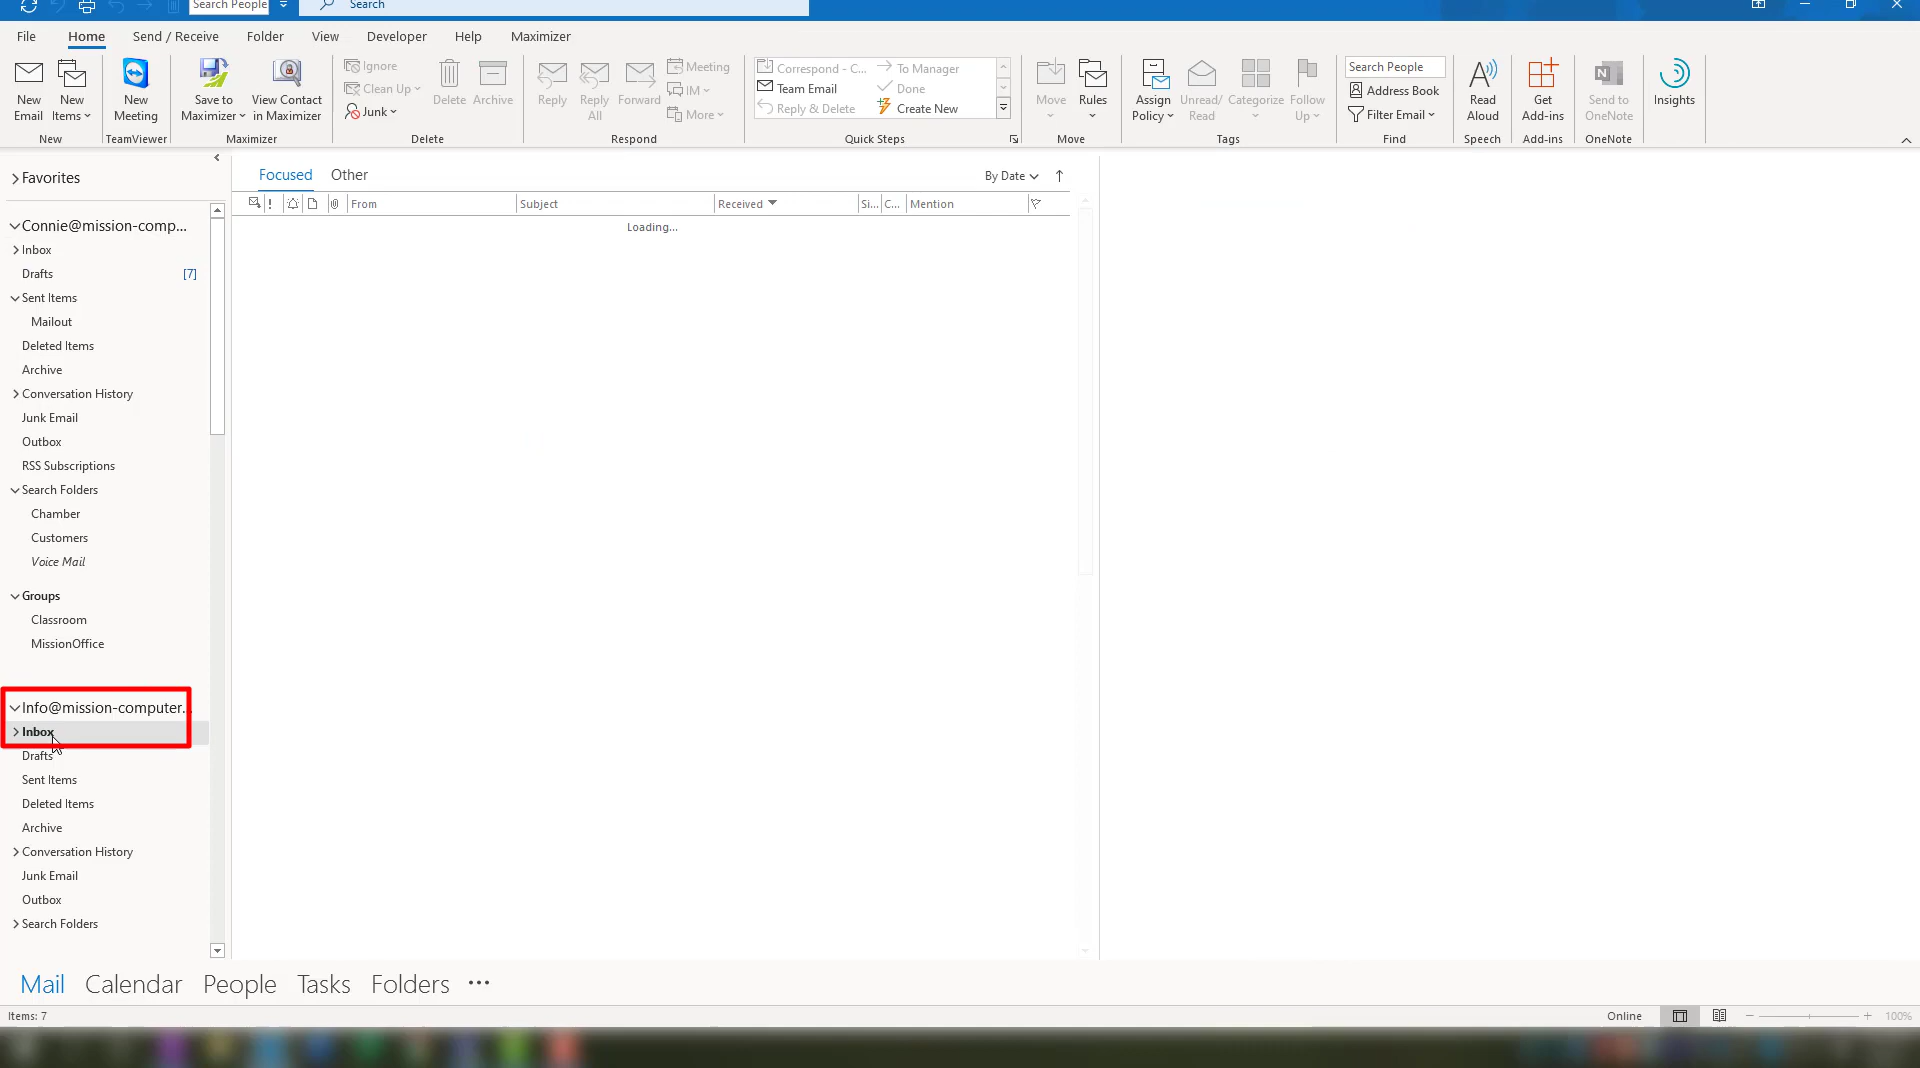 Search People
Search
File Home Send / Receive Folder View Developer Help Maximizer
New Email
New Items
New
New Meeting
TeamViewer
Save to Maximizer
View Contact in Maximizer
Maximizer
Ignore
Clean Up
Junk
Delete
Archive
Delete
Reply
Reply All
Forward
Meeting
IM
More
Respond
Correspond - C...
Team Email
Reply & Delete
To Manager
Done
Create New
Quick Steps
Move
Rules
Move
Assign Policy
Unread/ Read
Categorize
Follow Up
Tags
Search People
Address Book
Filter Email
Find
Read Aloud
Speech
Get Add-ins
Add-ins
Send to OneNote
OneNote
Insights
Favorites
Connie@mission-comp...
Inbox
Drafts [7]
Sent Items
Mailout
Deleted Items
Archive
Conversation History
Junk Email
Outbox
RSS Subscriptions
Search Folders
Chamber
Customers
Voice Mail
Groups
Classroom
MissionOffice
Info@mission-computer...
Inbox
Drafts
Sent Items
Deleted Items
Archive
Conversation History
Junk Email
Outbox
Search Folders
Focused Other By Date
From Subject Received Si... C... Mention
Loading...
Mail Calendar People Tasks Folders ...
Items: 7 Online 100%